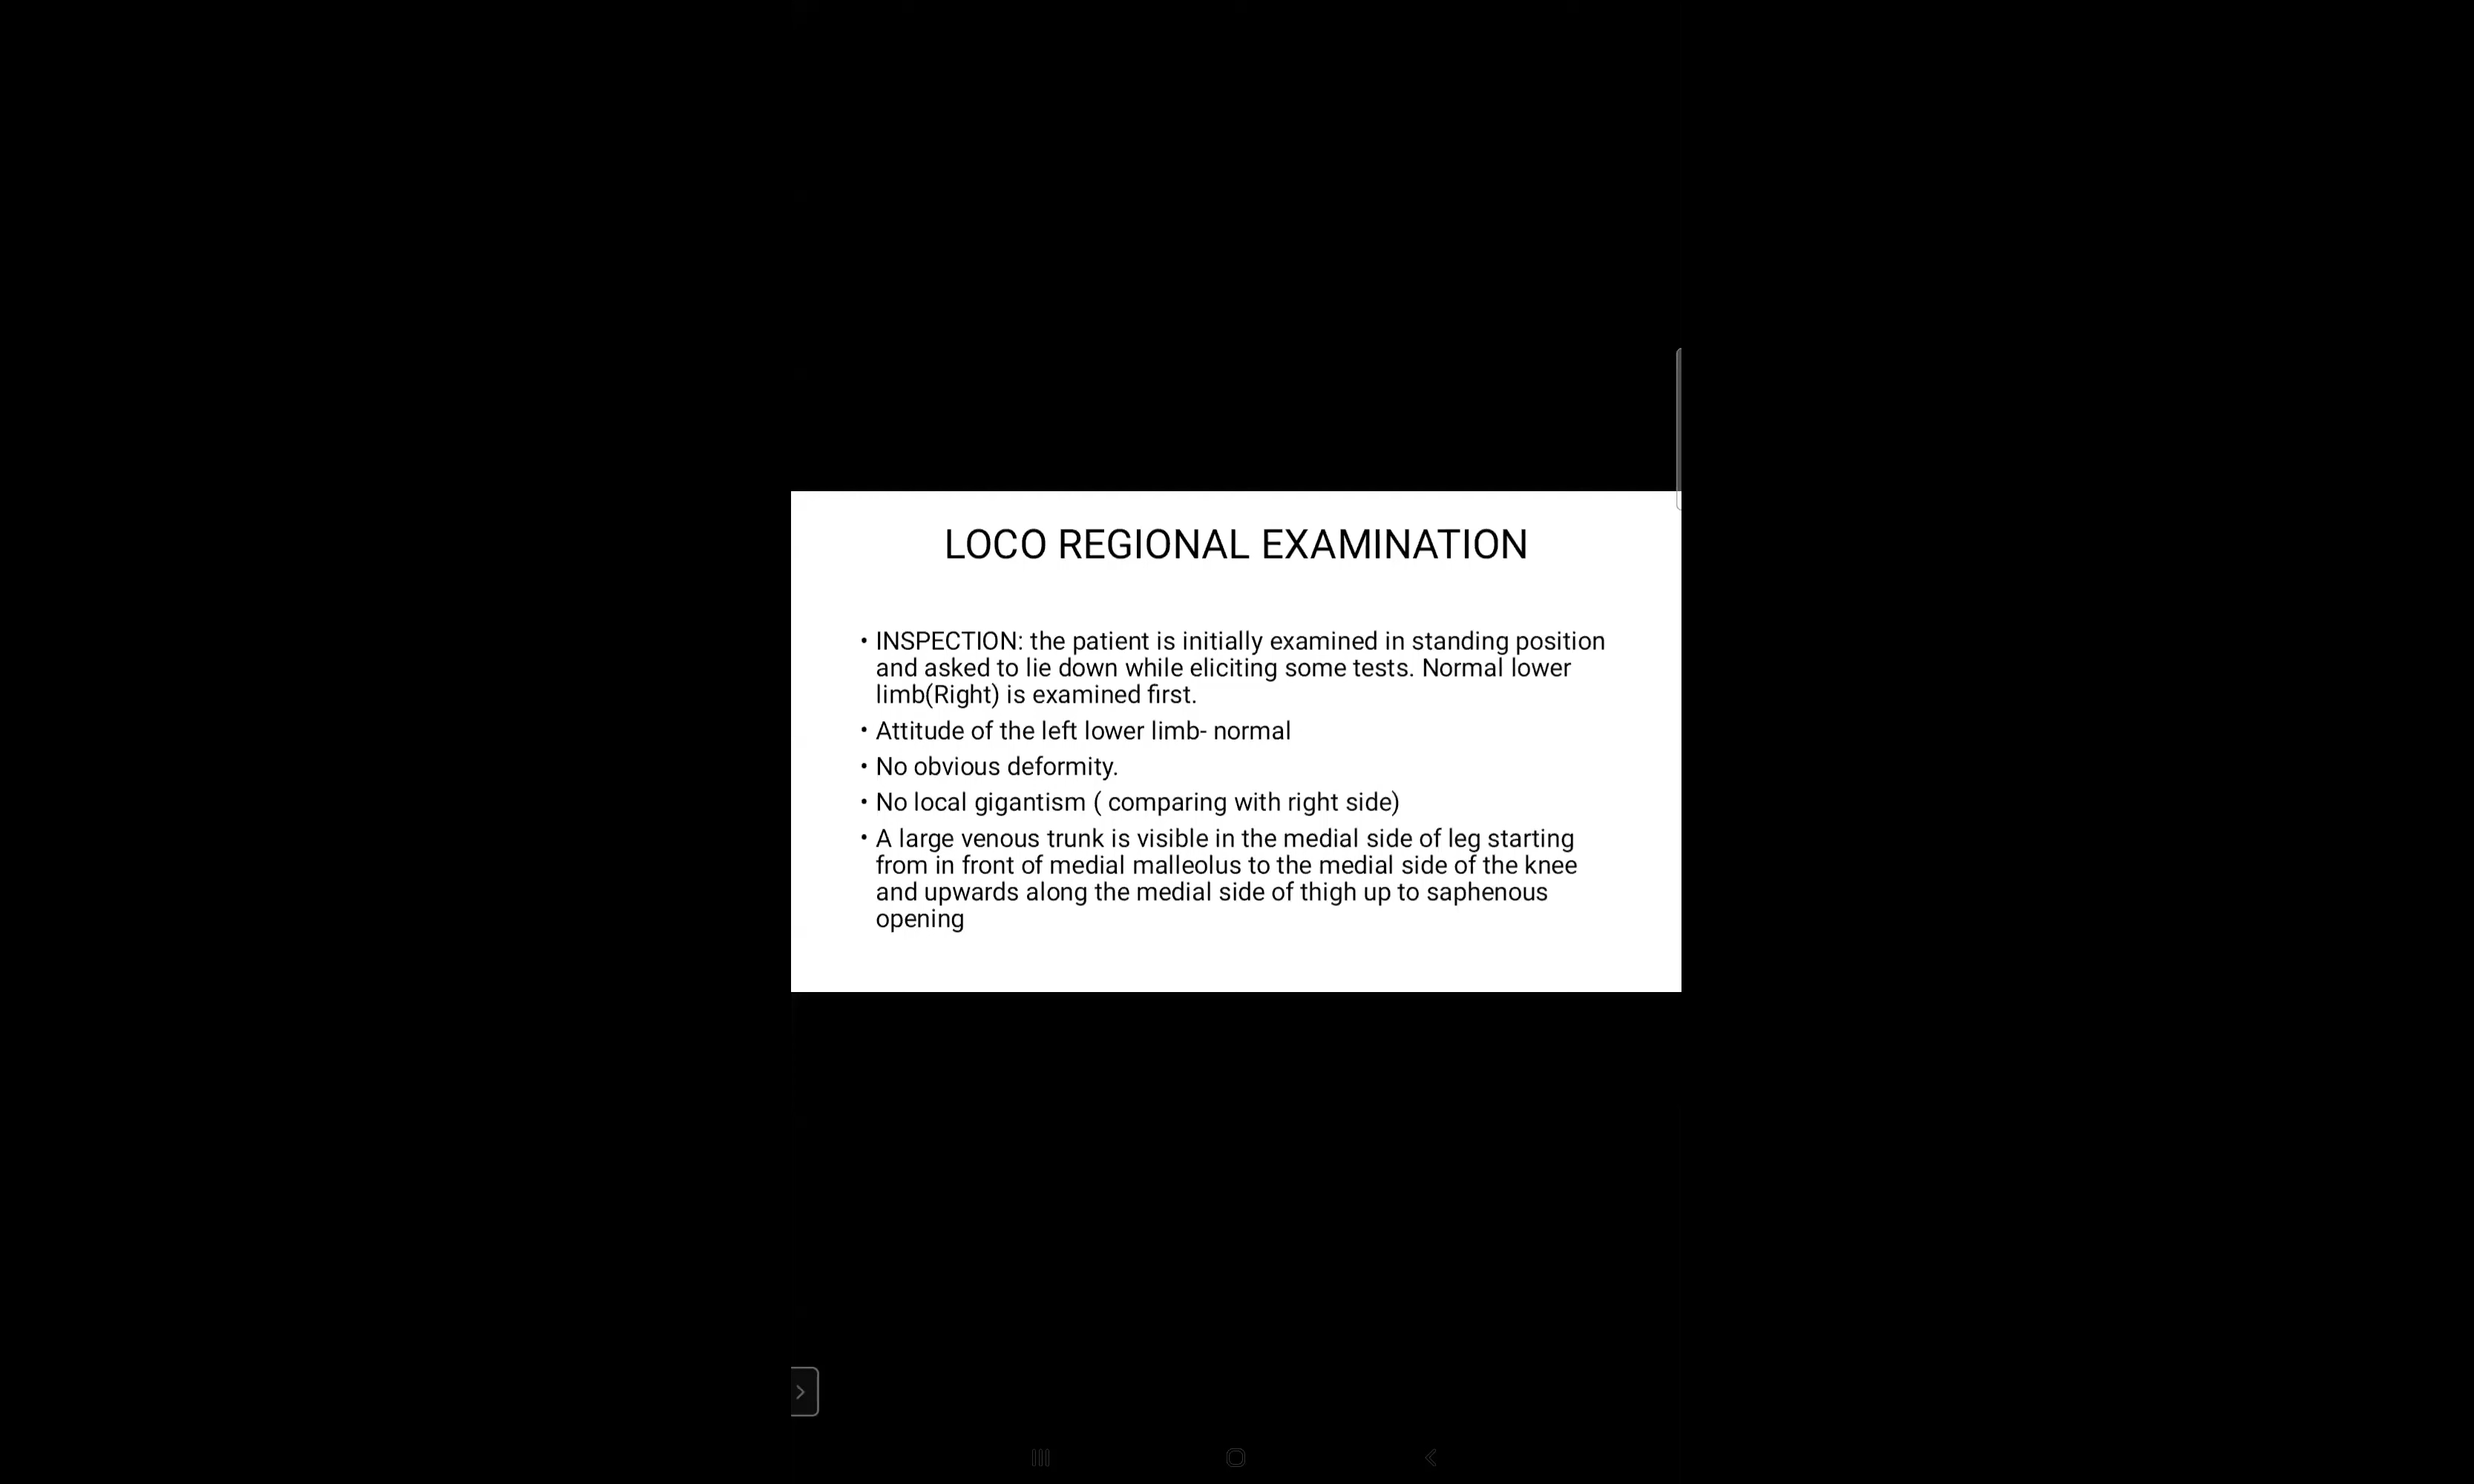 LOCO REGIONAL EXAMINATION
• INSPECTION: the patient is initially examined in standing position
and asked to lie down while eliciting some tests. Normal lower
limb(Right) is examined first.
• Attitude of the left lower limb- normal
• No obvious deformity.
• No local gigantism ( comparing with right side)
• A large venous trunk is visible in the medial side of leg starting
from in front of medial malleolus to the medial side of the knee
and upwards along the medial side of thigh up to saphenous
opening